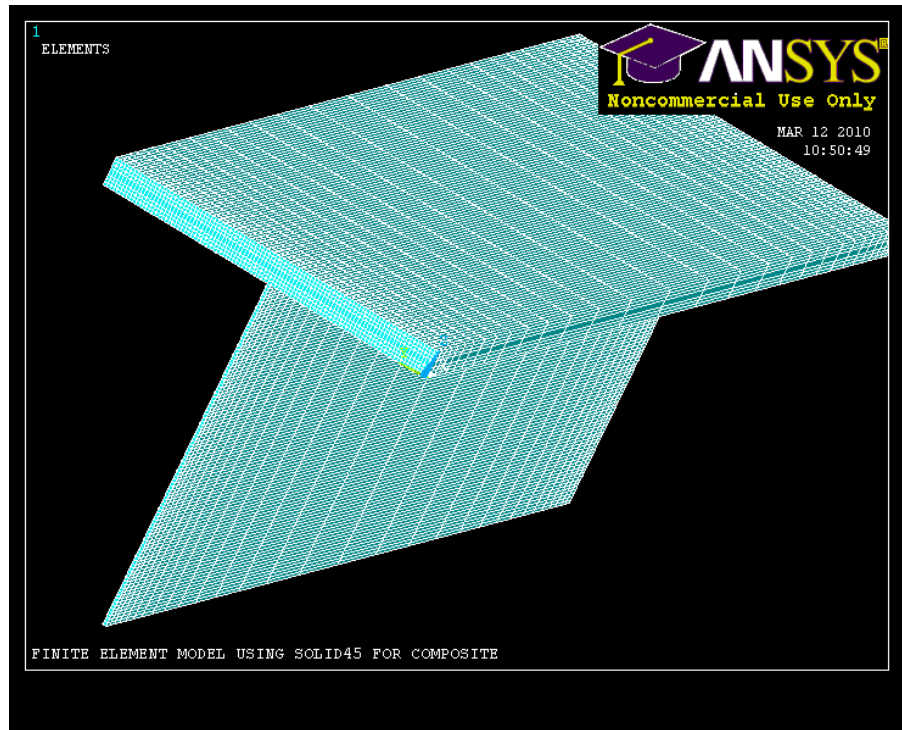 1
ELEMENTS
ANSYS®
Noncommercial Use Only
MAR 12 2010
10:50:49
FINITE ELEMENT MODEL USING SOLID45 FOR COMPOSITE